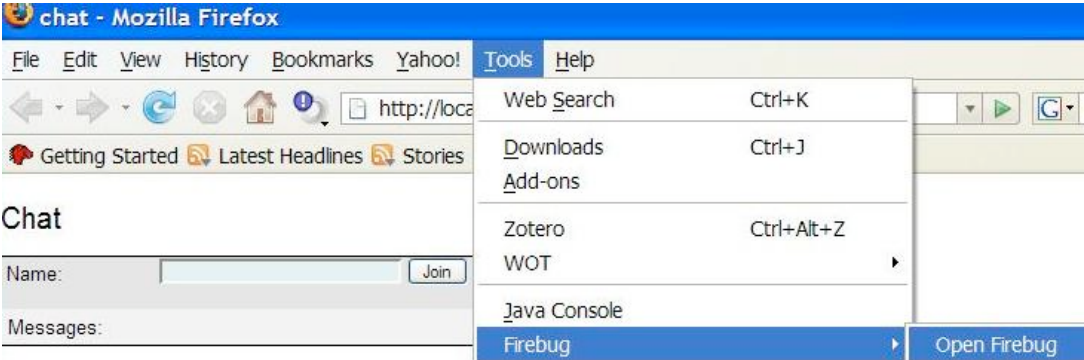 chat - Mozilla Firefox
File Edit View History Bookmarks Yahoo! Tools Help
http://loca
G
Web Search Ctrl+K
Downloads Ctrl+J
Add-ons
Zotero Ctrl+Alt+Z
WOT
Java Console
Firebug
Open Firebug
Getting Started Latest Headlines Stories
Chat
Name: Join
Messages: